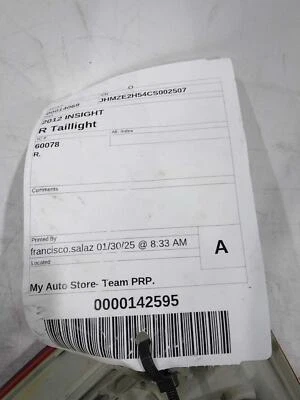 O
JHMZE2H54CS002507
2012 INSIGHT
R Taillight
Alt. Index
60078
R.
Comments
Printed By
francisco.salaz 01/30/25 @ 8:33 AM
Located
A
My Auto Store- Team PRP.
0000142595